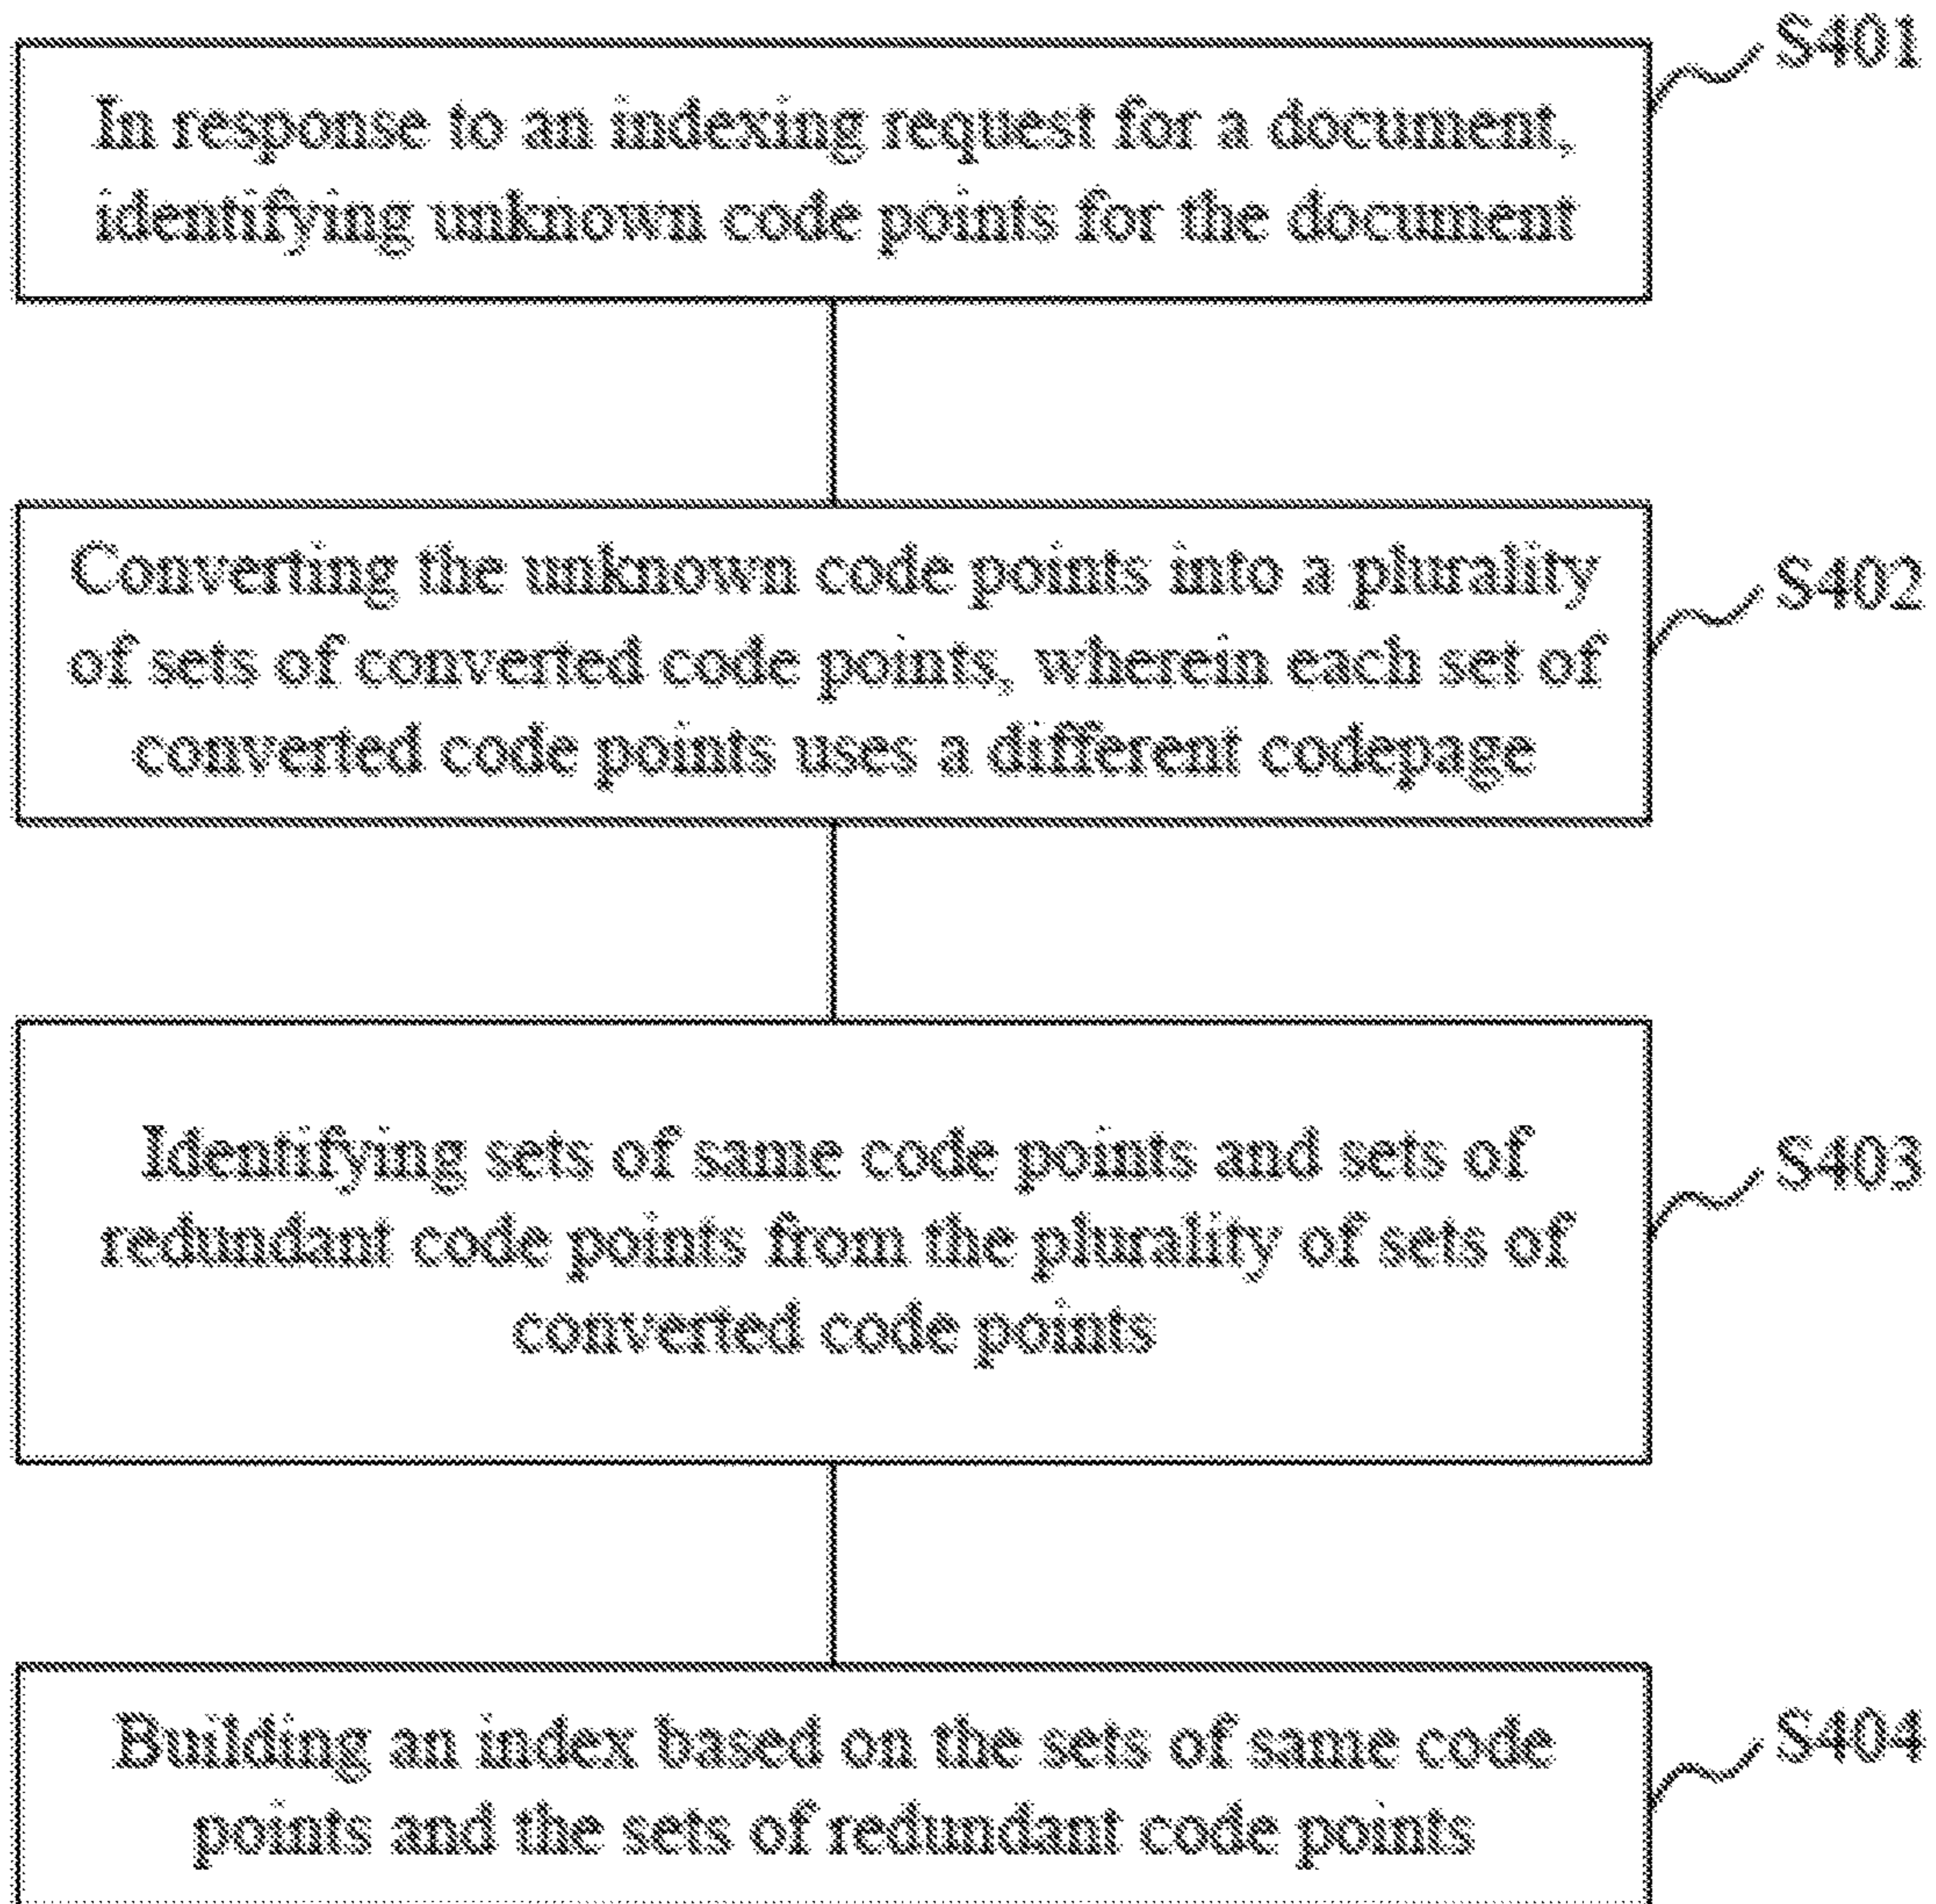 S401
In response to an indexing request for a document,
identifying unknown code points for the document
Converting the unknown code points into a plurality
S402
of sets of converted code points, wherein each set of
converted code points uses a different codepage
Identifying sets of same code points and sets of
S403
redundant code points from the plurality of sets of
converted code points
Building an index based on the sets of same code
S404
points and the sets of redundant code points